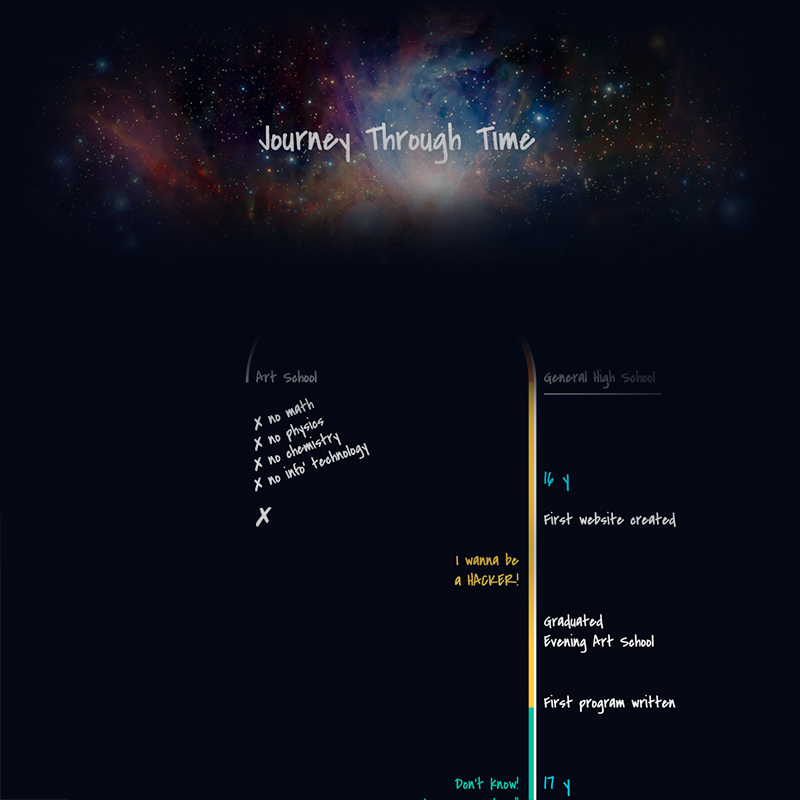 Journey Through Time
Art School
General High School
✗ no math
✗ no physics
✗ no chemistry
✗ no info' technology
✗
16 y
First website created
I wanna be
a HACKER!
Graduated
Evening Art School
First program written
Don't know!
17 y